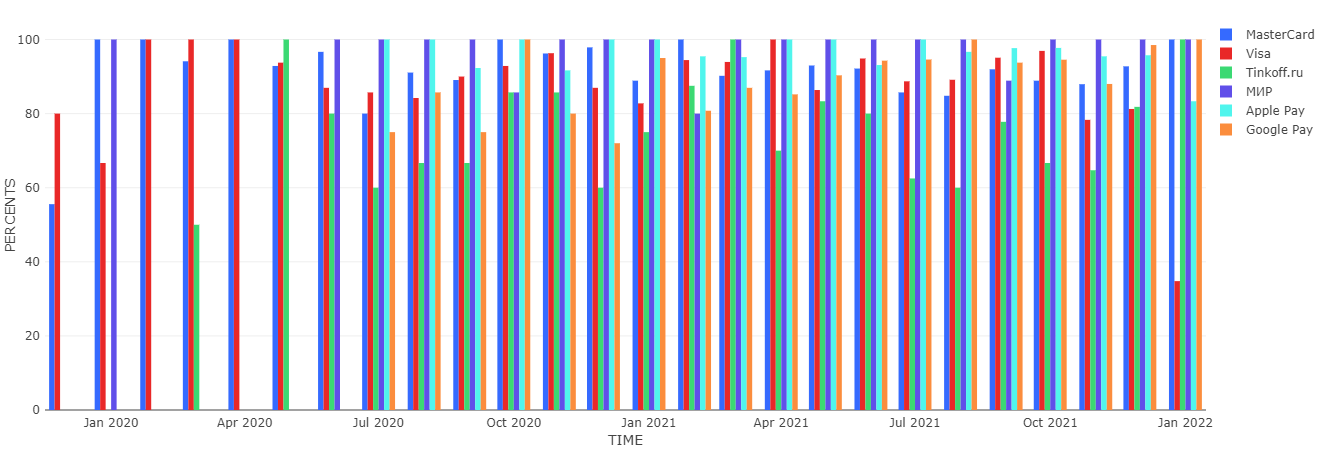 MasterCard
Visa
Tinkoff.ru
МИР
Apple Pay
Google Pay
PERCENTS
100
80
60
40
20
0
Jan 2020
Apr 2020
Jul 2020
Oct 2020
Jan 2021
Apr 2021
Jul 2021
Oct 2021
Jan 2022
TIME